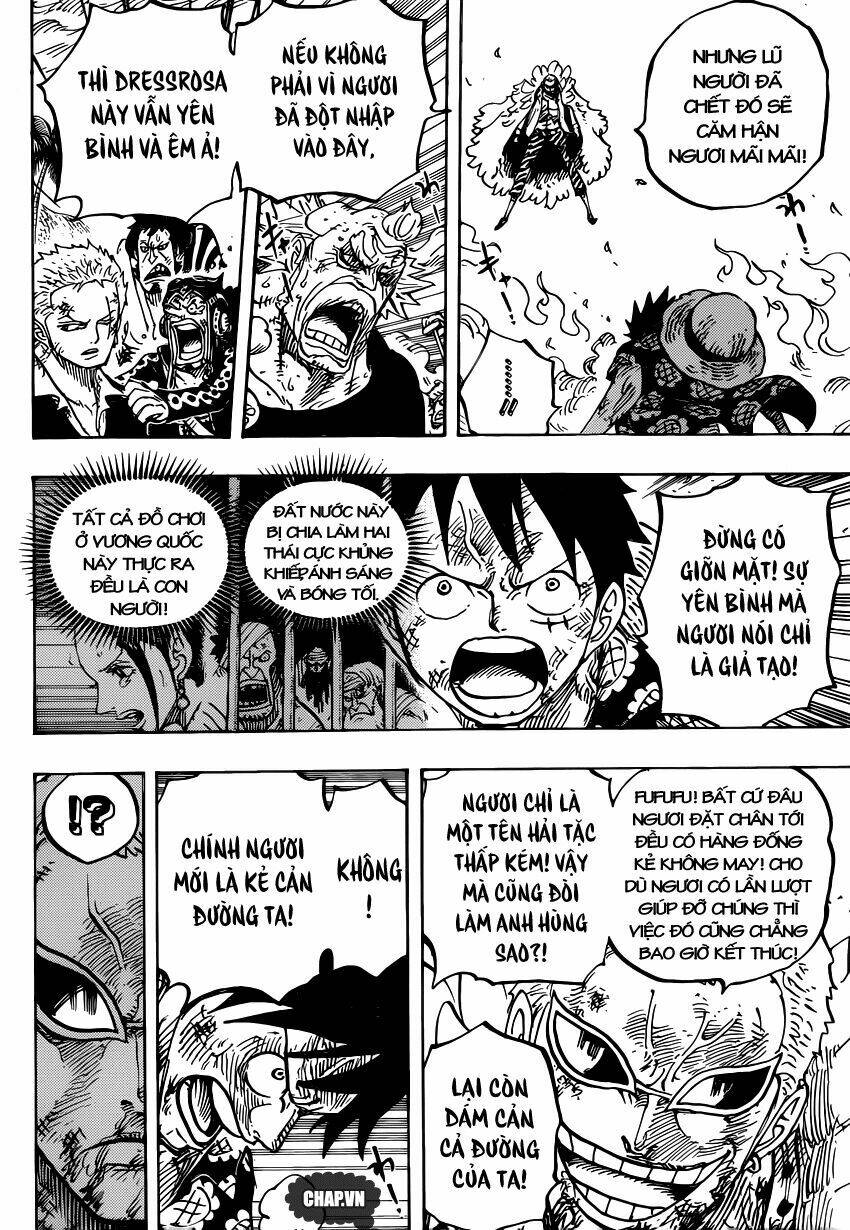 NHƯNG LŨ
NGƯỜI ĐÃ
CHẾT ĐÓ SẼ
CĂM HẬN
NGƯƠI MÃI MÃI!
NẾU KHÔNG
PHẢI VÌ NGƯƠI
ĐÃ ĐỘT NHẬP
VÀO ĐÂY,
THÌ DRESSROSA
NÀY VẪN YÊN
BÌNH VÀ ÊM Ả!
ĐỪNG CÓ
GIỠN MẶT! SỰ
YÊN BÌNH MÀ
NGƯƠI NÓI CHỈ
LÀ GIẢ TẠO!
ĐẤT NƯỚC NÀY
BỊ CHIA LÀM HAI
THÁI CỰC KHỦNG
KHIẾPÁNH SÁNG
VÀ BÓNG TỐI.
TẤT CẢ ĐỒ CHƠI
Ở VƯƠNG QUỐC
NÀY THỰC RA
ĐỀU LÀ CON
NGƯỜI!
FUFUFU! BẤT CỨ ĐÂU
NGƯƠI ĐẶT CHÂN TỚI
ĐỀU CÓ HÀNG ĐỐNG
KẺ KHÔNG MAY! CHO
DÙ NGƯƠI CÓ LẦN LƯỢT
GIÚP ĐỠ CHÚNG THÌ
VIỆC ĐÓ CŨNG CHẲNG
BAO GIỜ KẾT THÚC!
NGƯƠI CHỈ LÀ
MỘT TÊN HẢI TẶC
THẤP KÉM! VẬY
MÀ CŨNG ĐÒI
LÀM ANH HÙNG
SAO?!
LẠI CÒN
DÁM CẢN
CẢ ĐƯỜNG
CỦA TA!
KHÔNG
!
CHÍNH NGƯƠI
MỚI LÀ KẺ CẢN
ĐƯỜNG TA!
!?
CHAP.VN